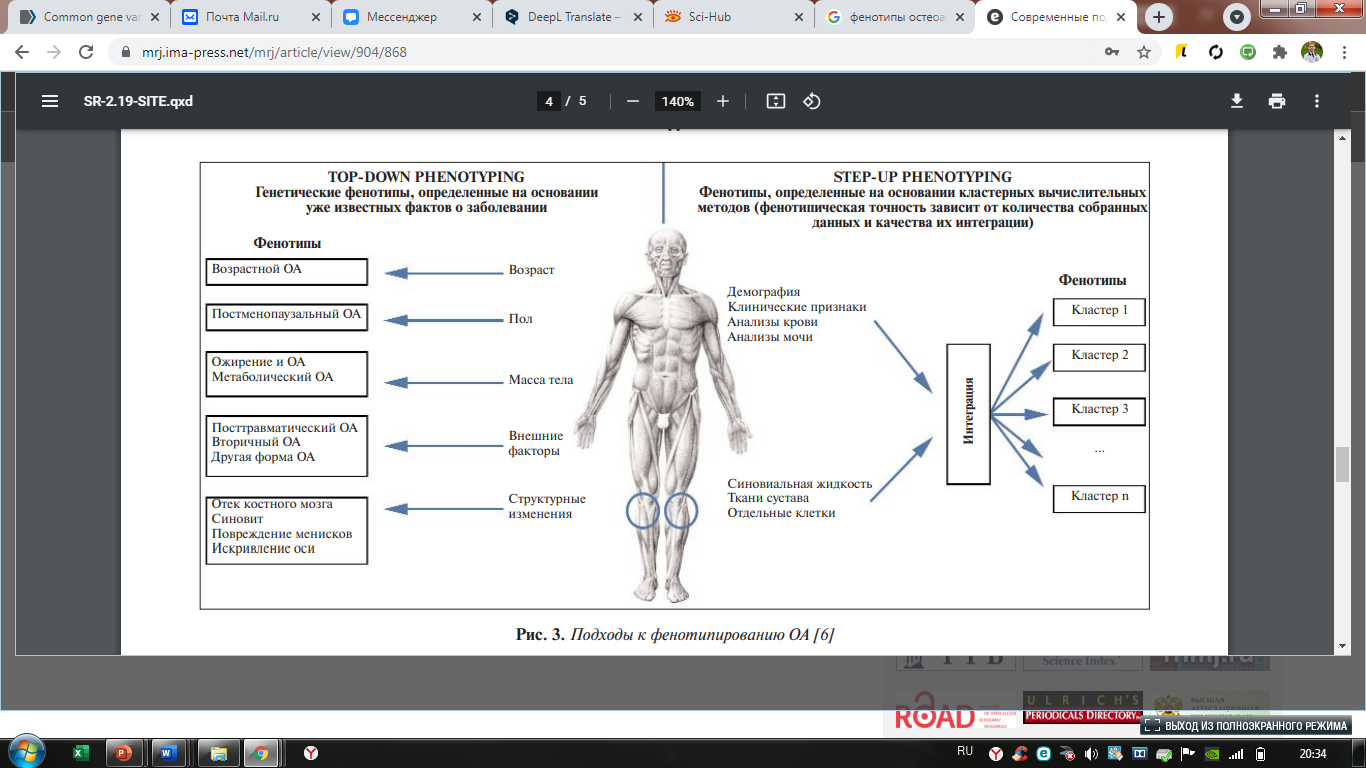 Common gene var
Почта Mail.ru
Мессенджер
DeepL Translate –
Sci-Hub
фенотипы остеоар
Современные пол
mrj.ima-press.net/mrj/article/view/904/868
SR-2.19-SITE.qxd
4 / 5
140%
TOP-DOWN PHENOTYPING
Генетические фенотипы, определенные на основании
уже известных фактов о заболевании
Фенотипы
Возрастной ОА
Возраст
Постменопаузальный ОА
Пол
Ожирение и ОА
Метаболический ОА
Масса тела
Посттравматический ОА
Вторичный ОА
Другая форма ОА
Внешние
факторы
Отек костного мозга
Синовит
Повреждение менисков
Искривление оси
Структурные
изменения
STEP-UP PHENOTYPING
Фенотипы, определенные на основании кластерных вычислительных
методов (фенотипическая точность зависит от количества собранных
данных и качества их интеграции)
Демография
Клинические признаки
Анализы крови
Анализы мочи
Синовиальная жидкость
Ткани сустава
Отдельные клетки
Интеграция
Фенотипы
Кластер 1
Кластер 2
Кластер 3
...
Кластер n
Рис. 3. Подходы к фенотипированию ОА [6]
Science Index
ROAD
ULRICH'S
PERIODICALS DIRECTORY
ВЫСШАЯ
ВЫХОД ИЗ ПОЛНОЭКРАННОГО РЕЖИМА
RU
20:34